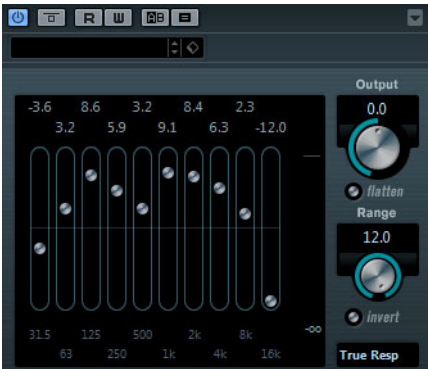 R W AB
Output
-3.6 8.6 3.2 8.4 2.3
0.0
3.2 5.9 9.1 6.3 -12.0
flatten
Range
12.0
invert
31.5 125 500 2k 8k
-∞
63 250 1k 4k 16k
True Resp